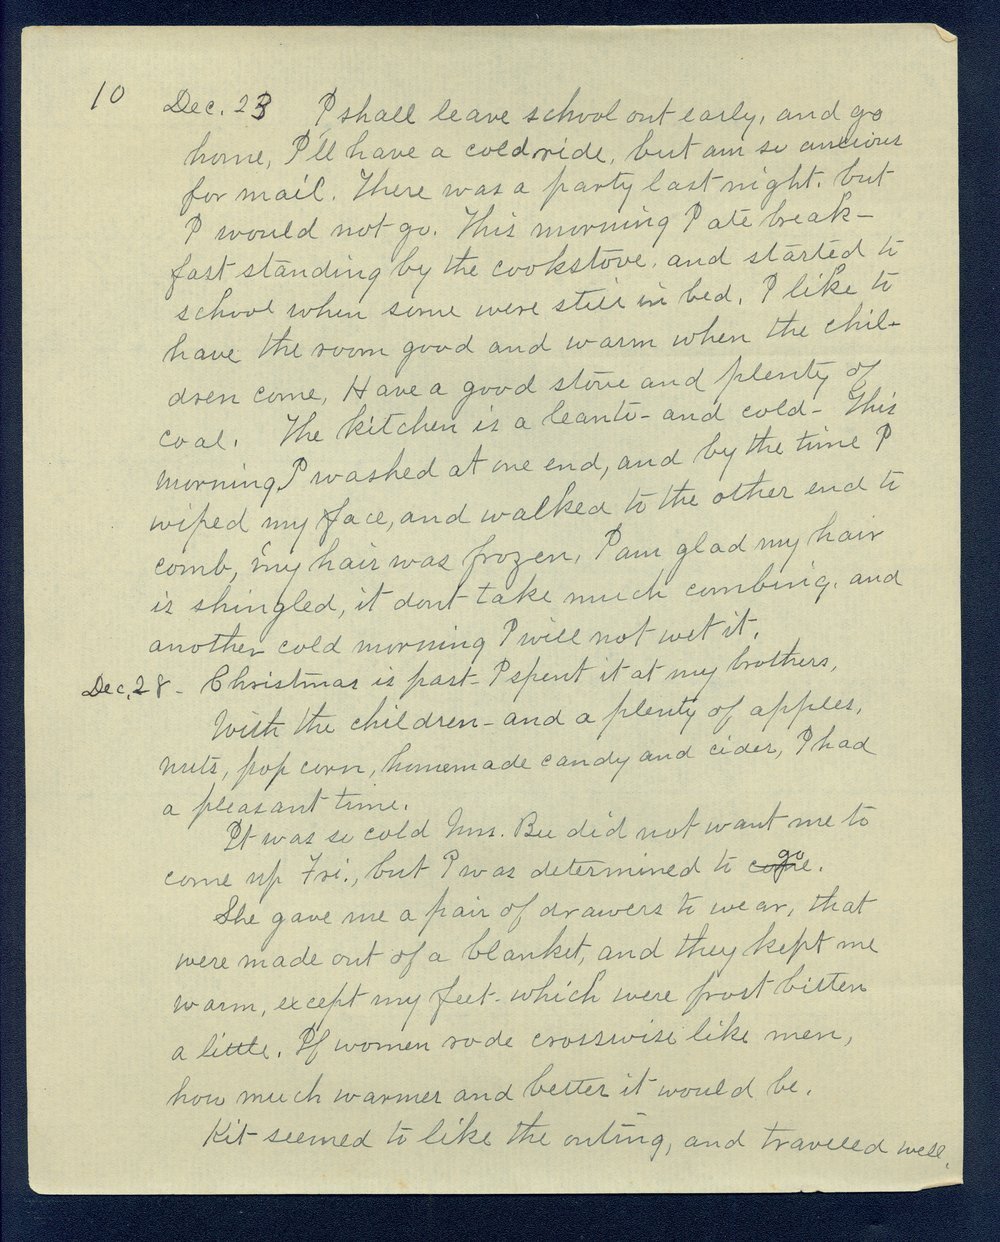 10 Dec. 23 I shall leave school out early, and go
home, I'll have a cold ride, but am so ancious
for mail. There was a party last night. but
I would not go. This morning I ate break-
fast standing by the cookstove, and started to
school when some were still in bed. I like to
have the room good and warm when the chil-
dren come, Have a good stove and plenty of
coal. The kitchen is a leanto - and cold - This
morning I washed at one end, and by the time I
wiped my face, and walked to the other end to
comb, my hair was frozen. I am glad my hair
is shingled, it dont take much combing. and
another cold morning I will not wet it.
Dec. 28 - Christmas is past - I spent it at my brothers,
With the children - and a plenty of apples,
nuts, pop corn, homemade candy and cider, I had
a pleasant time.
It was so cold Mrs. Bee did not want me to
come up Fri., but I was determined to come go.
She gave me a pair of drawers to wear, that
were made out of a blanket, and they kept me
warm, except my feet - which were frost bitten
a little. If women rode crosswise like men,
how much warmer and better it would be.
Kit seemed to like the outing, and traveled well.